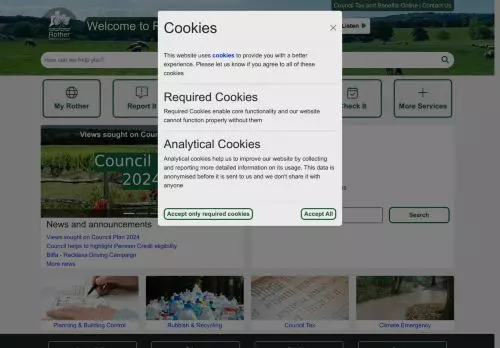 Council Tax and Benefits Online | Contact Us
Rother
Welcome to R
Listen
How can we help you?
Cookies
×
This website uses cookies to provide you with a better
experience. Please let us know if you agree to all of these
cookies
Required Cookies
Required Cookies enable core functionality and our website
cannot function properly without them
Analytical Cookies
Analytical cookies help us to improve our website by collecting
and reporting more detailed information on its usage. This data is
anonymised before it is sent to us and we don't share it with
anyone
Accept only required cookies
Accept All
My Rother
Report It
Check It
More Services
Views sought on Council
Council
2024
Search
News and announcements
Views sought on Council Plan 2024
Council helps to highlight Pension Credit eligibility
Biffa - Reckless Driving Campaign
More news
Planning & Building Control
Rubbish & Recycling
Council Tax
Climate Emergency